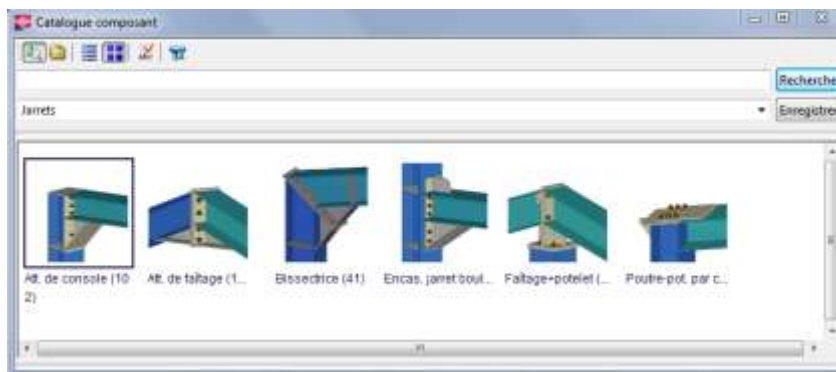 Catalogue composant
Recherche
Jarrets
Enregistrer
Att. de console (10
2)
Att. de faîtage (1...
Bissectrice (41)
Encas. jarret boul...
Faîtage+potelet (...
Poutre-pot. par c...